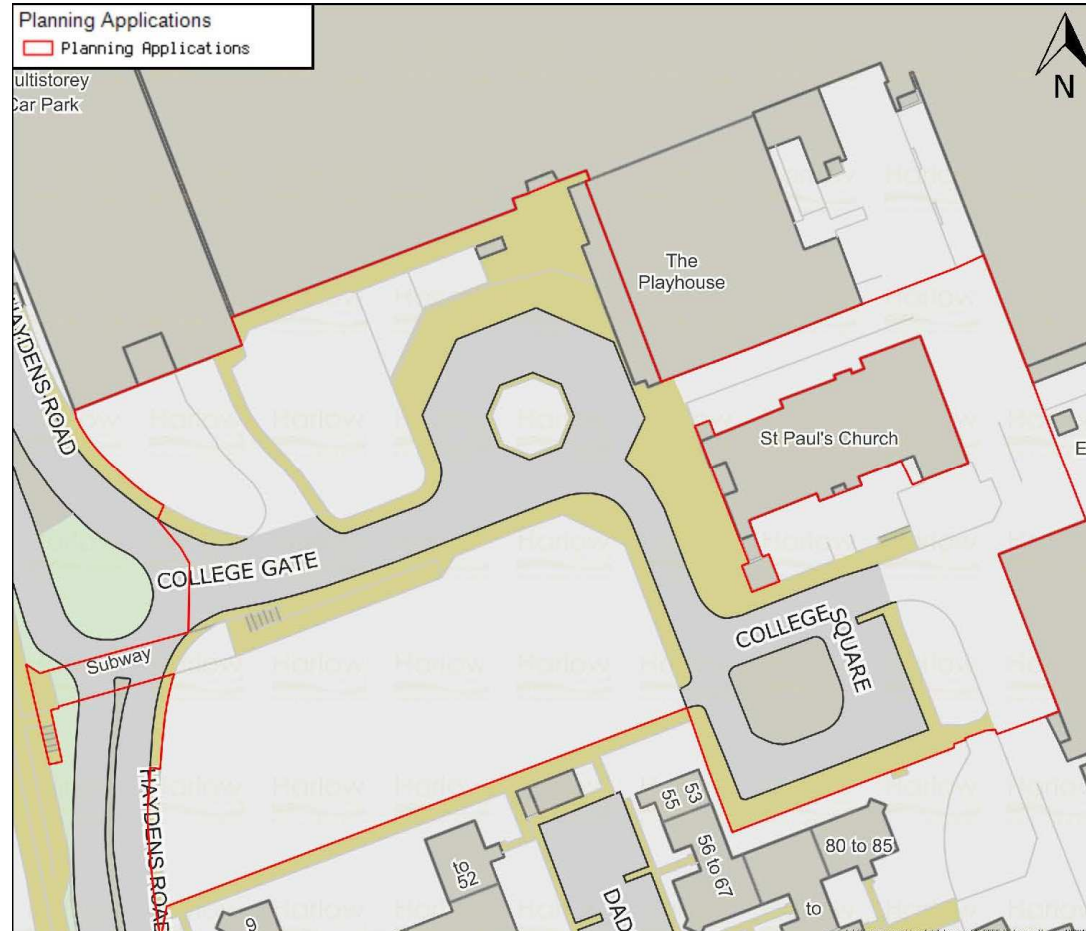 Planning Applications
Planning Applications
N
ultistorey
Car Park
The
Playhouse
HAYDENS ROAD
St Paul's Church
COLLEGE GATE
COLLEGE
SQUARE
Subway
HAYDENS ROAD
53
55
56 to 67
80 to 85
to
52
to
DAD
Harlow